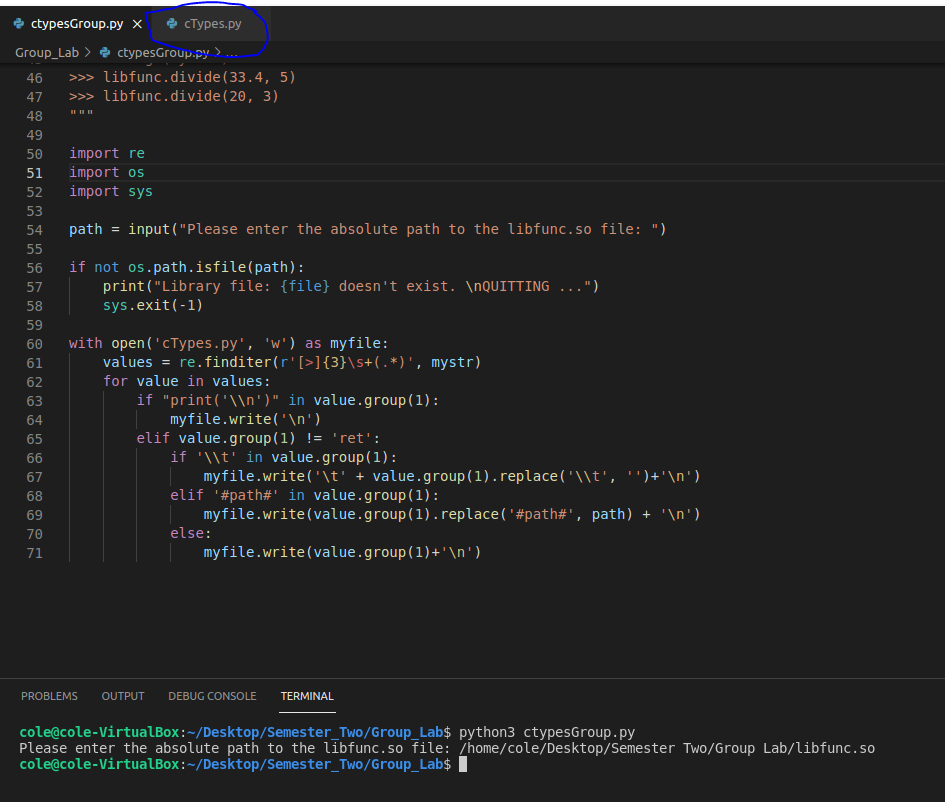 ctypesGroup.py × cTypes.py
Group_Lab > ctypesGroup.py > ...
46 >>> libfunc.divide(33.4, 5)
47 >>> libfunc.divide(20, 3)
48 """
49
50 import re
51 import os
52 import sys
53
54 path = input("Please enter the absolute path to the libfunc.so file: ")
55
56 if not os.path.isfile(path):
57     print("Library file: {file} doesn't exist. \nQUITTING ...")
58     sys.exit(-1)
59
60 with open('cTypes.py', 'w') as myfile:
61     values = re.finditer(r'[>]{3}\s+(.*)', mystr)
62     for value in values:
63         if "print('\\n')" in value.group(1):
64             myfile.write('\n')
65         elif value.group(1) != 'ret':
66             if '\\t' in value.group(1):
67                 myfile.write('\t' + value.group(1).replace('\\t', '')+'\n')
68             elif '#path#' in value.group(1):
69                 myfile.write(value.group(1).replace('#path#', path) + '\n')
70             else:
71                 myfile.write(value.group(1)+'\n')
PROBLEMS OUTPUT DEBUG CONSOLE TERMINAL
cole@cole-VirtualBox:~/Desktop/Semester_Two/Group_Lab$ python3 ctypesGroup.py
Please enter the absolute path to the libfunc.so file: /home/cole/Desktop/Semester Two/Group Lab/libfunc.so
cole@cole-VirtualBox:~/Desktop/Semester_Two/Group_Lab$